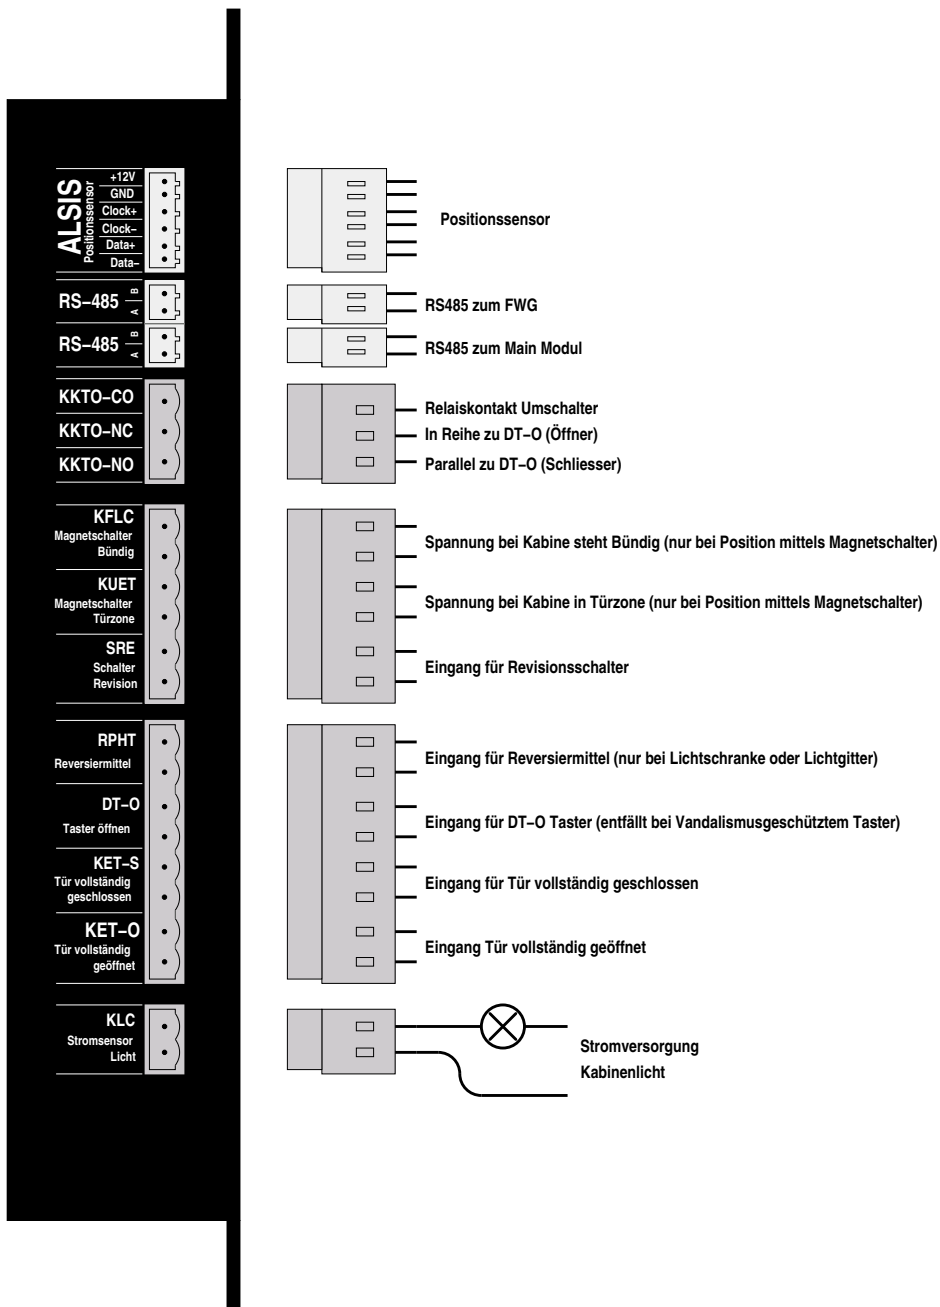 ALSIS
Positionssensor
+12V
GND
Clock+
Clock−
Data+
Data−
Positionssensor
RS−485
B
A
RS485 zum FWG
RS−485
B
A
RS485 zum Main Modul
KKTO−CO
Relaiskontakt Umschalter
KKTO−NC
In Reihe zu DT−O (Öffner)
KKTO−NO
Parallel zu DT−O (Schliesser)
KFLC
Magnetschalter
Bündig
Spannung bei Kabine steht Bündig (nur bei Position mittels Magnetschalter)
KUET
Magnetschalter
Türzone
Spannung bei Kabine in Türzone (nur bei Position mittels Magnetschalter)
SRE
Schalter
Revision
Eingang für Revisionsschalter
RPHT
Reversiermittel
Eingang für Reversiermittel (nur bei Lichtschranke oder Lichtgitter)
DT−O
Taster öffnen
Eingang für DT−O Taster (entfällt bei Vandalismusgeschütztem Taster)
KET−S
Tür vollständig
geschlossen
Eingang für Tür vollständig geschlossen
KET−O
Tür vollständig
geöffnet
Eingang Tür vollständig geöffnet
KLC
Stromsensor
Licht
Stromversorgung
Kabinenlicht